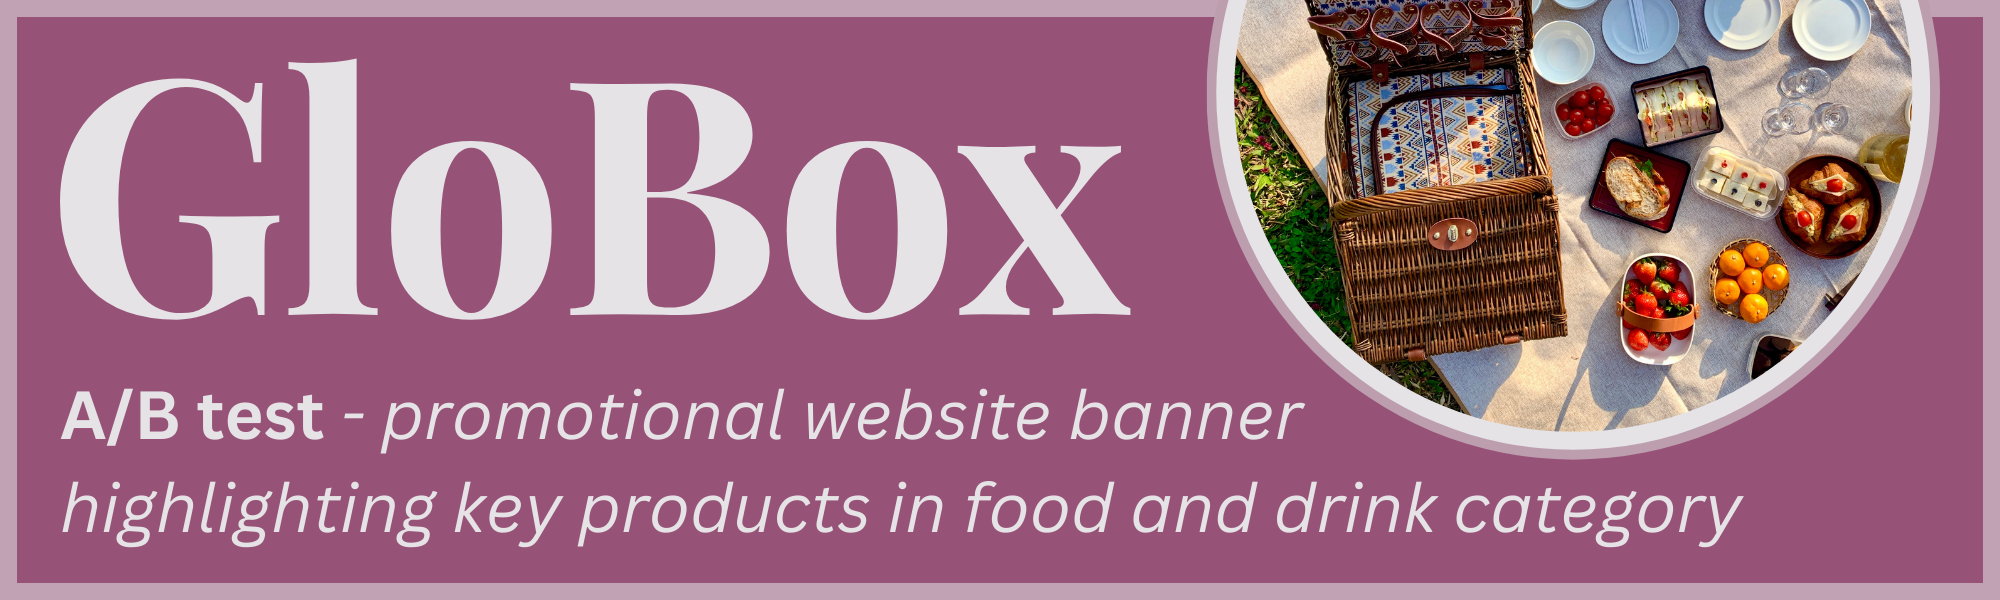 GloBox
A/B test - promotional website banner
highlighting key products in food and drink category